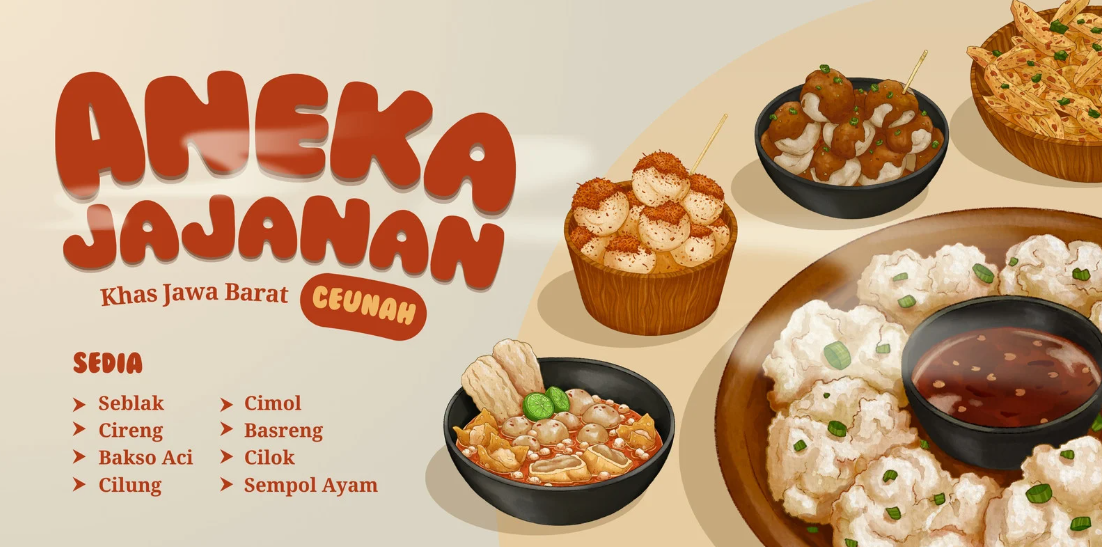 ANEKA
JAJANAN
Khas Jawa Barat
CEUNAH
SEDIA
➤ Seblak
➤ Cireng
➤ Bakso Aci
➤ Cilung
➤ Cimol
➤ Basreng
➤ Cilok
➤ Sempol Ayam